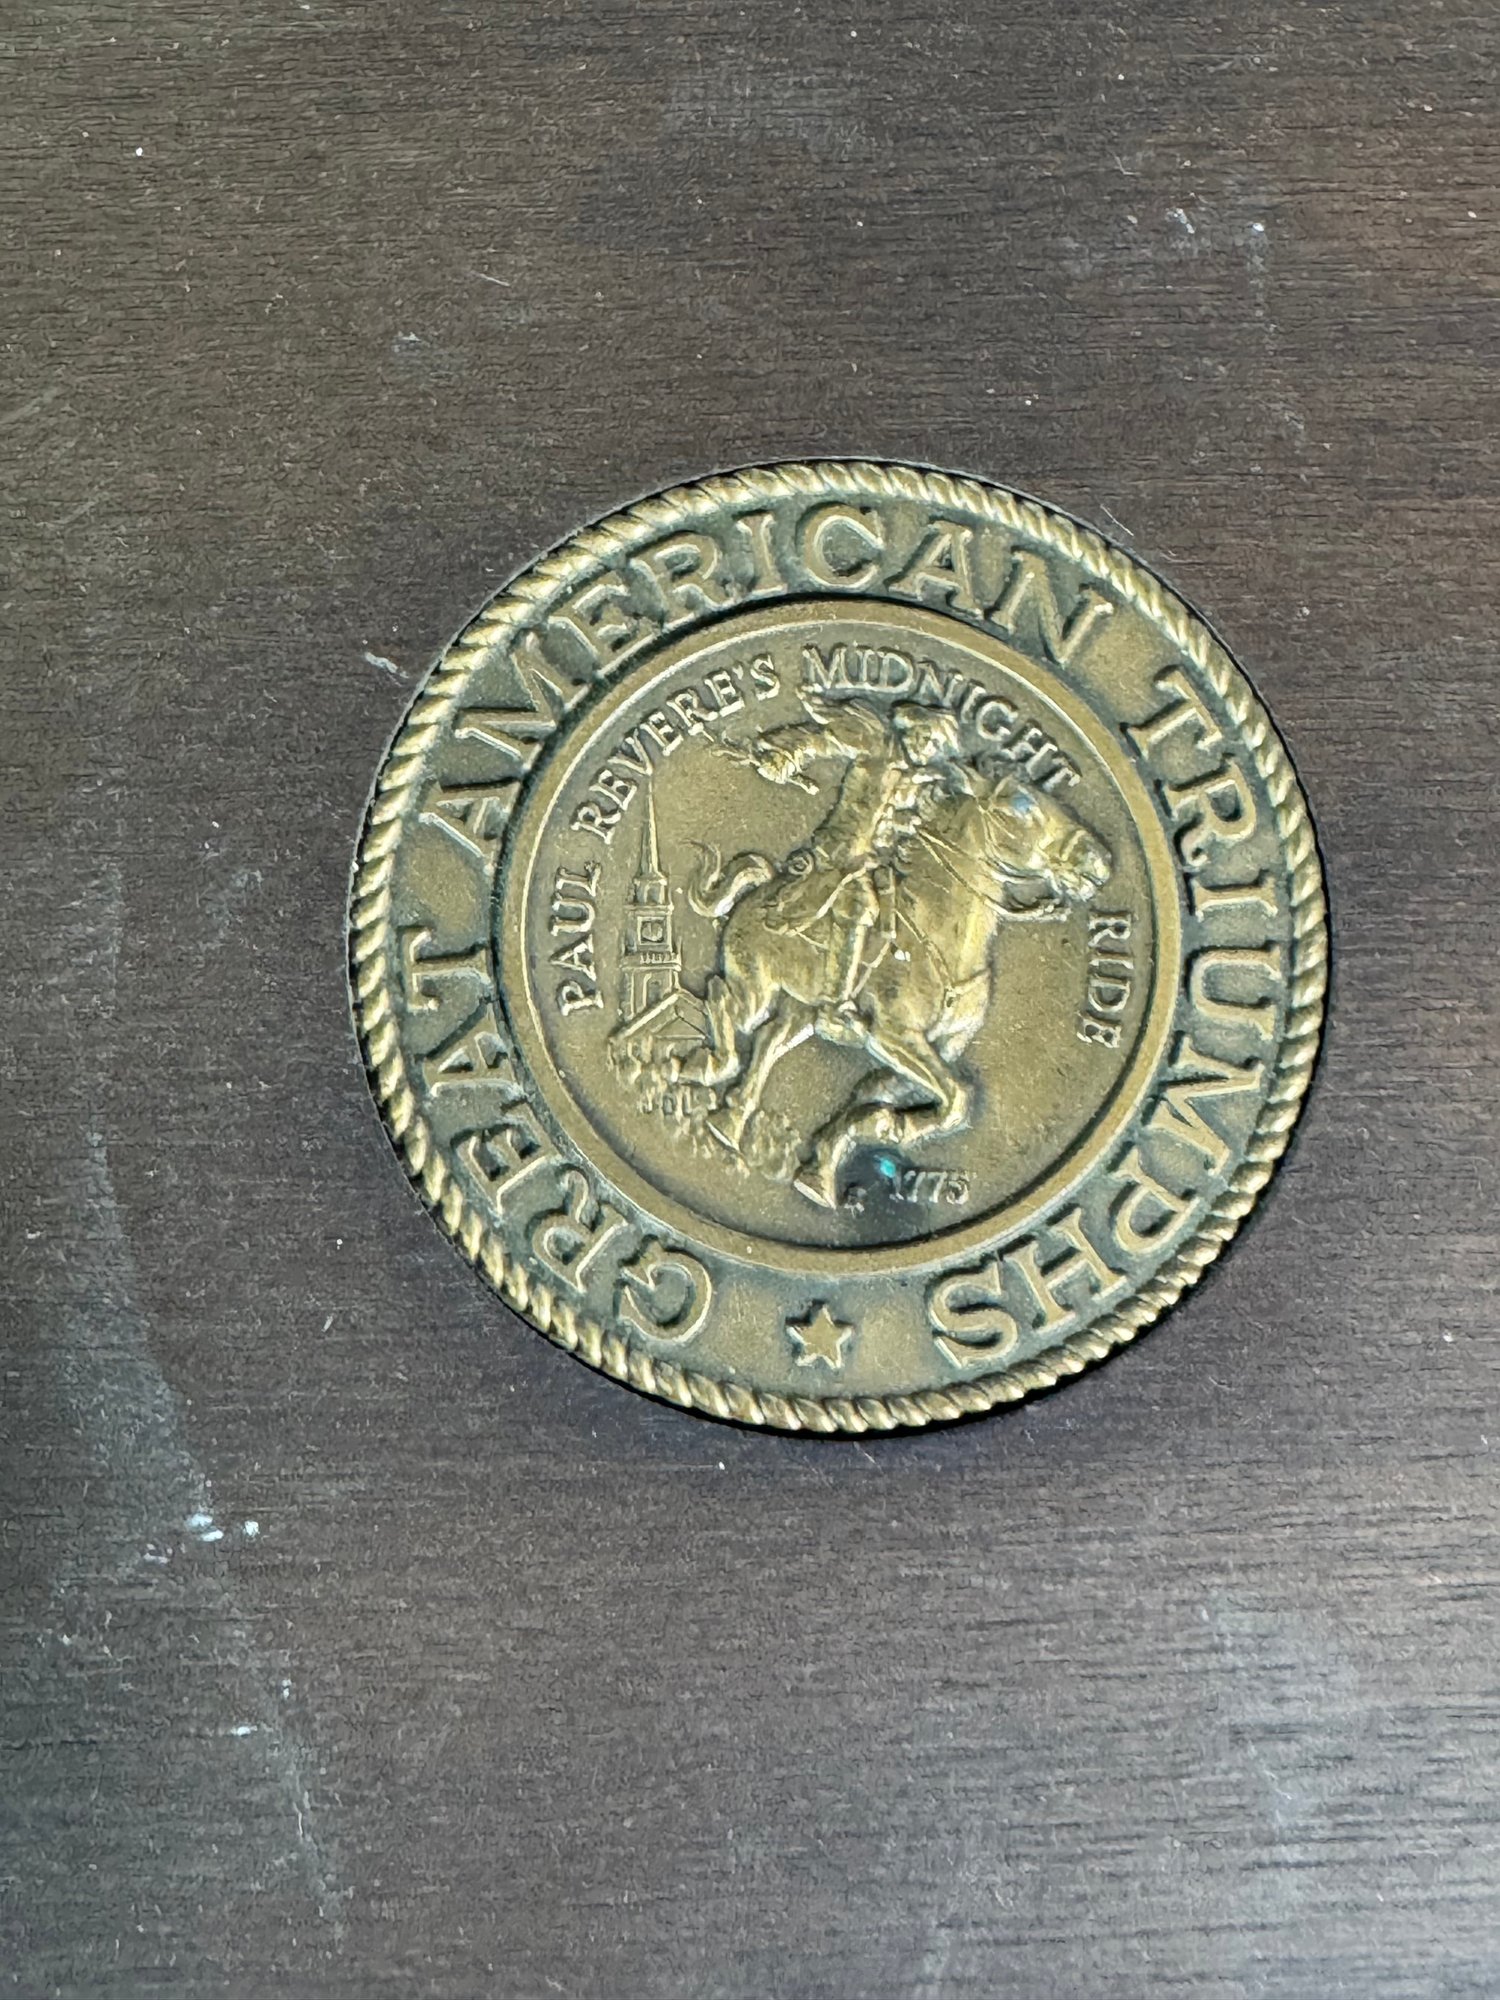 GREAT AMERICAN TRIUMPHS
PAUL REVERE'S MIDNIGHT RIDE
1775